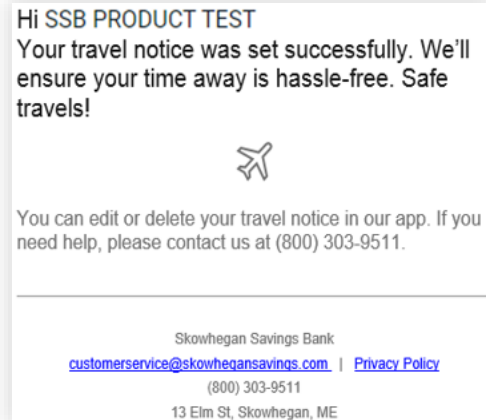 Hi SSB PRODUCT TEST
Your travel notice was set successfully. We’ll
ensure your time away is hassle-free. Safe
travels!
You can edit or delete your travel notice in our app. If you
need help, please contact us at (800) 303-9511.
Skowhegan Savings Bank
customerservice@skowhegansavings.com | Privacy Policy
(800) 303-9511
13 Elm St, Skowhegan, ME